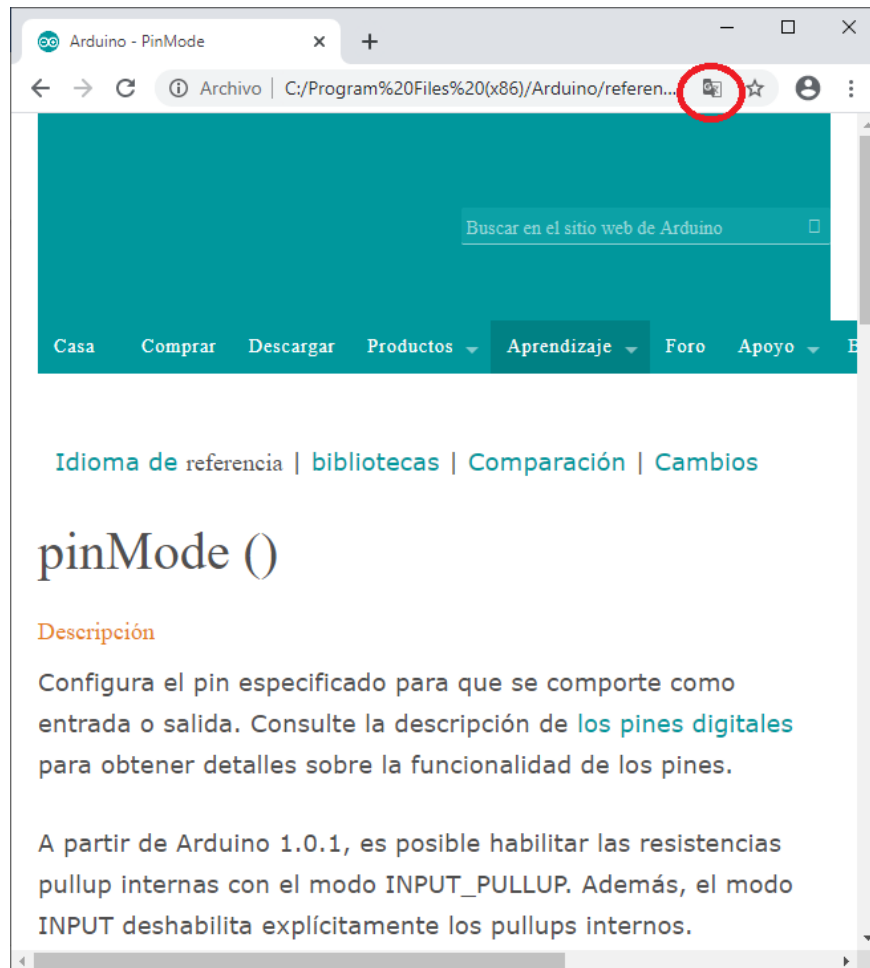 Arduino - PinMode
Archivo | C:/Program%20Files%20(x86)/Arduino/referen...
Buscar en el sitio web de Arduino
Casa Comprar Descargar Productos Aprendizaje Foro Apoyo
Idioma de referencia | bibliotecas | Comparación | Cambios
pinMode ()
Descripción
Configura el pin especificado para que se comporte como
entrada o salida. Consulte la descripción de los pines digitales
para obtener detalles sobre la funcionalidad de los pines.
A partir de Arduino 1.0.1, es posible habilitar las resistencias
pullup internas con el modo INPUT_PULLUP. Además, el modo
INPUT deshabilita explícitamente los pullups internos.